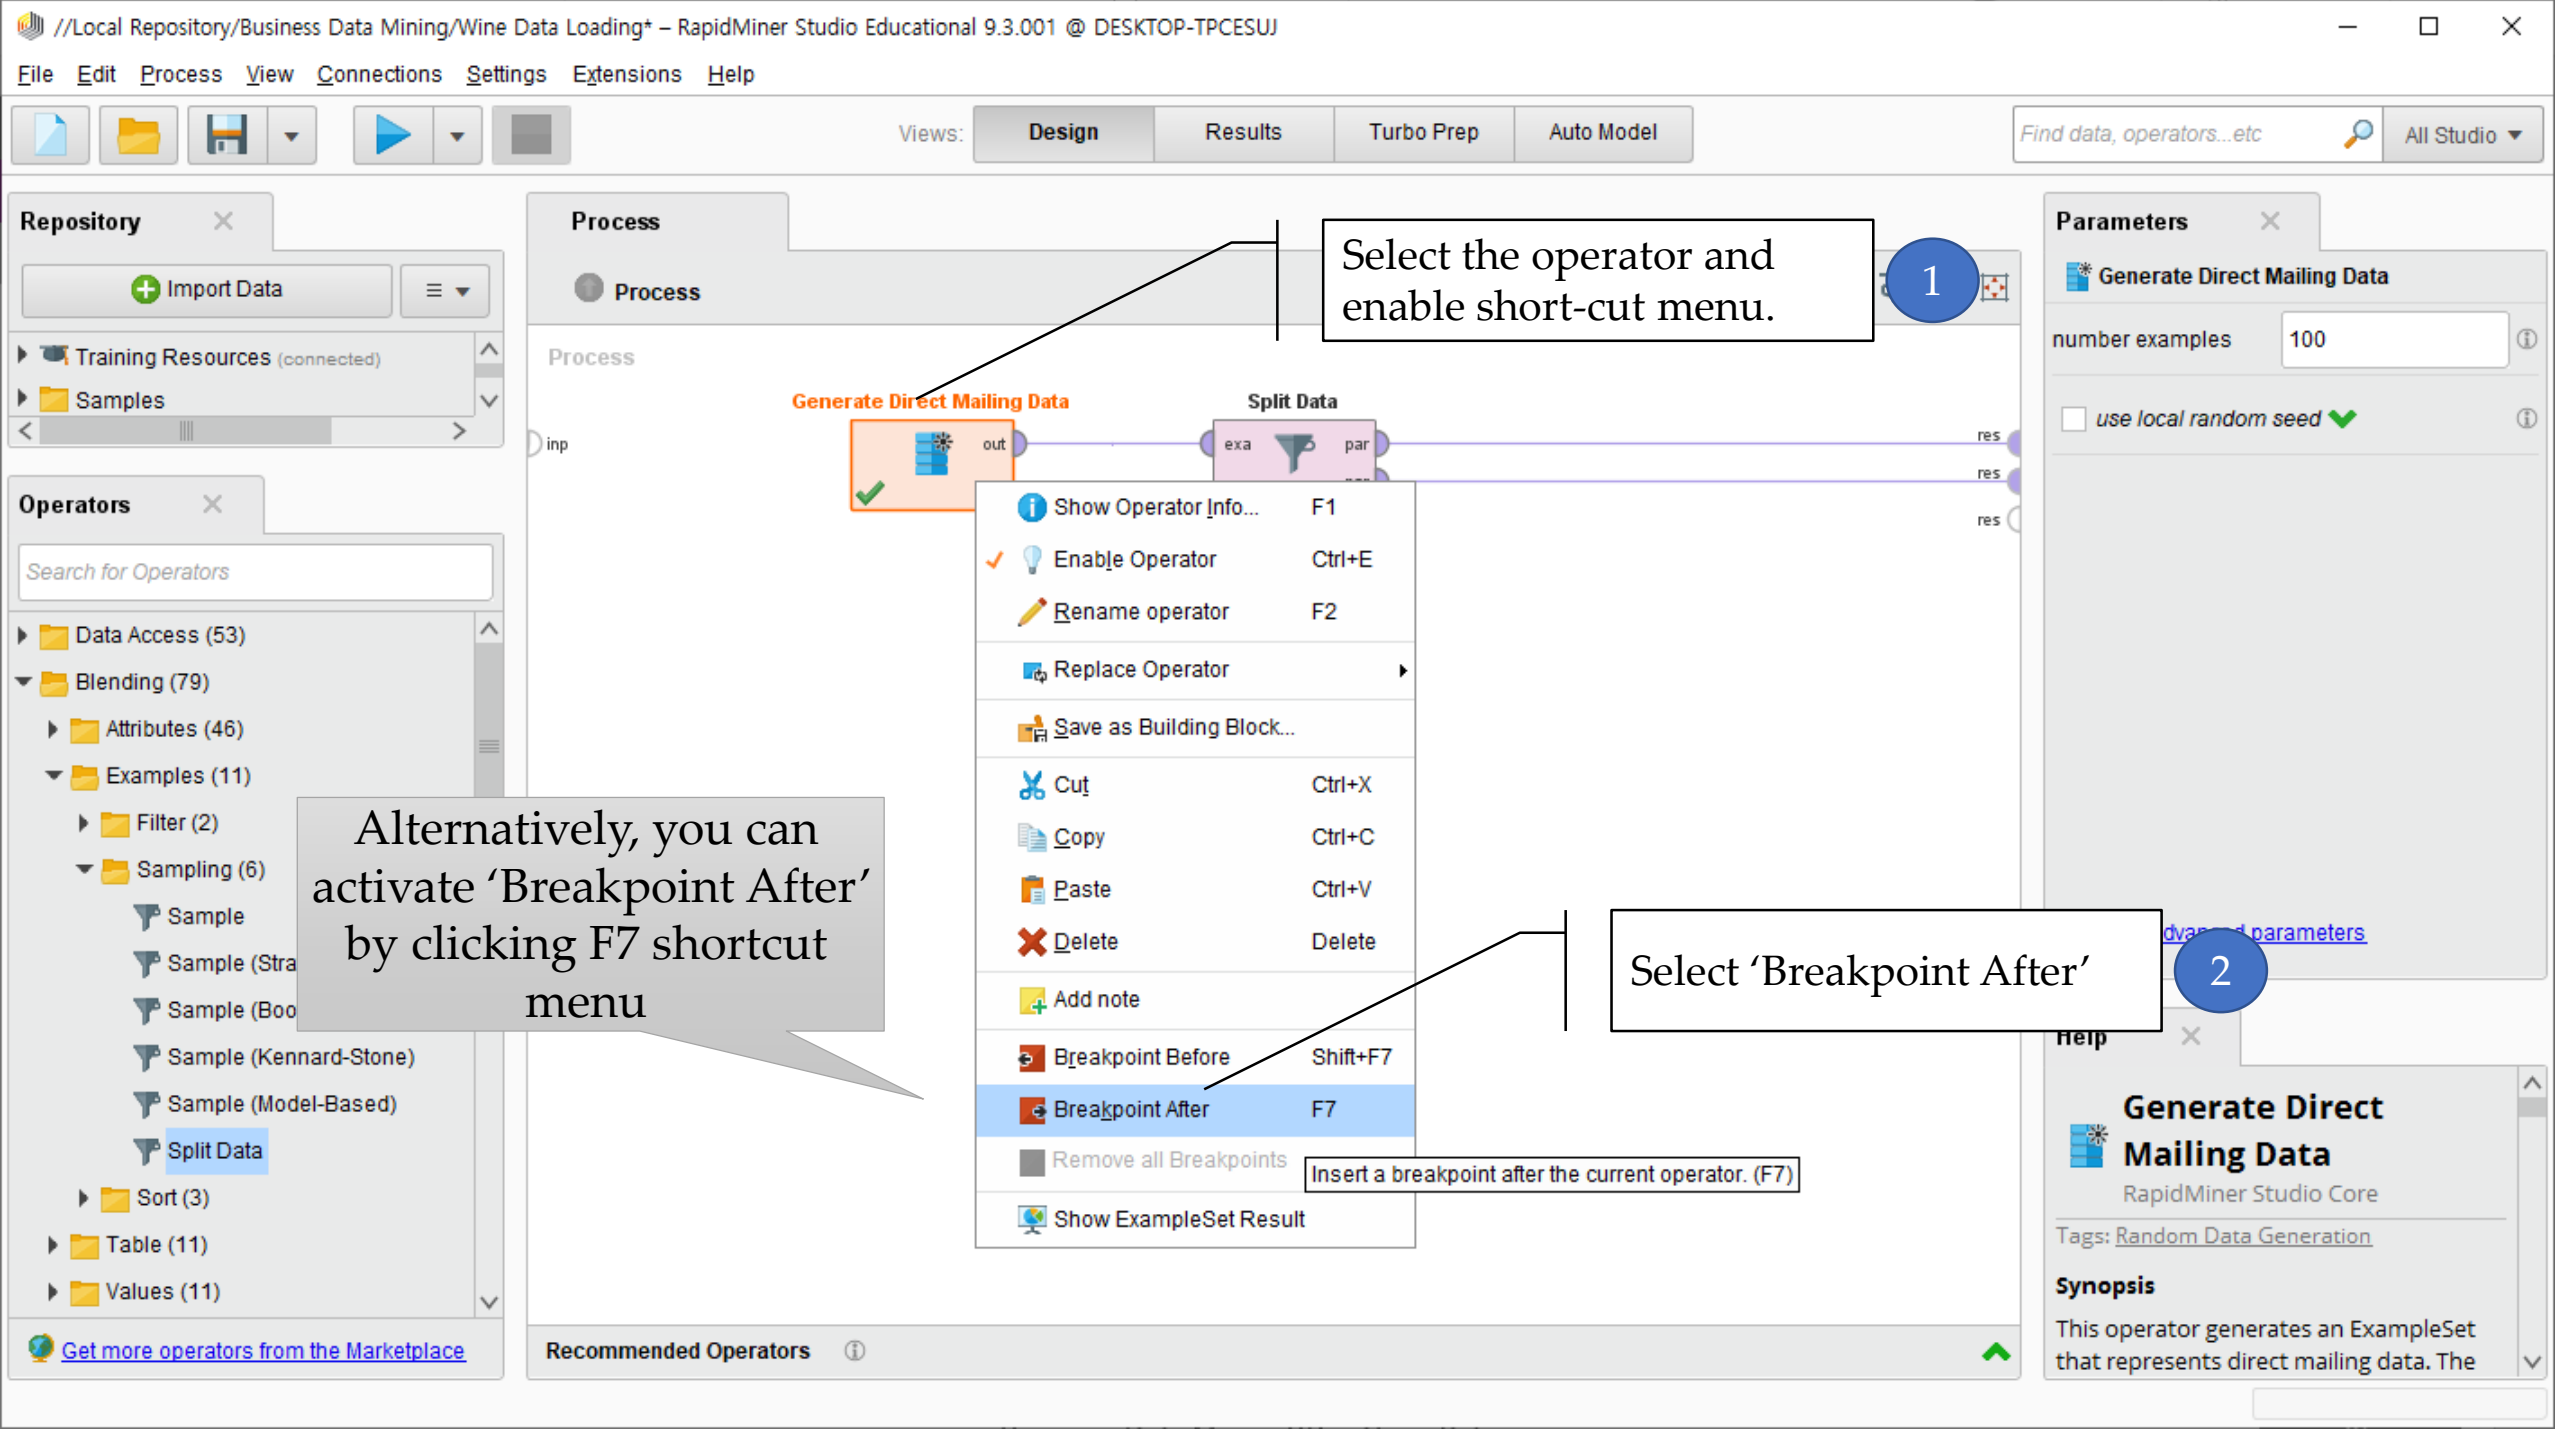 //Local Repository/Business Data Mining/Wine Data Loading* – RapidMiner Studio Educational 9.3.001 @ DESKTOP-TPCESUJ
File Edit Process View Connections Settings Extensions Help
Views: Design Results Turbo Prep Auto Model
Find data, operators...etc
All Studio
Repository
Import Data
Training Resources (connected)
Samples
Operators
Search for Operators
Data Access (53)
Blending (79)
Attributes (46)
Examples (11)
Filter (2)
Sampling (6)
Sample
Sample (Stra
Sample (Boo
Sample (Kennard-Stone)
Sample (Model-Based)
Split Data
Sort (3)
Table (11)
Values (11)
Get more operators from the Marketplace
Process
Process
Process
Select the operator and
enable short-cut menu.
1
Generate Direct Mailing Data
Split Data
inp
out
exa
par
res
res
res
Show Operator Info... F1
Enable Operator Ctrl+E
Rename operator F2
Replace Operator
Save as Building Block...
Cut Ctrl+X
Copy Ctrl+C
Paste Ctrl+V
Delete Delete
Add note
Breakpoint Before Shift+F7
Breakpoint After F7
Remove all Breakpoints
Show ExampleSet Result
Insert a breakpoint after the current operator. (F7)
Alternatively, you can
activate ‘Breakpoint After’
by clicking F7 shortcut
menu
Select ‘Breakpoint After’
2
Recommended Operators
Parameters
Generate Direct Mailing Data
number examples 100
use local random seed
parameters
Help
Generate Direct
Mailing Data
RapidMiner Studio Core
Tags: Random Data Generation
Synopsis
This operator generates an ExampleSet
that represents direct mailing data. The